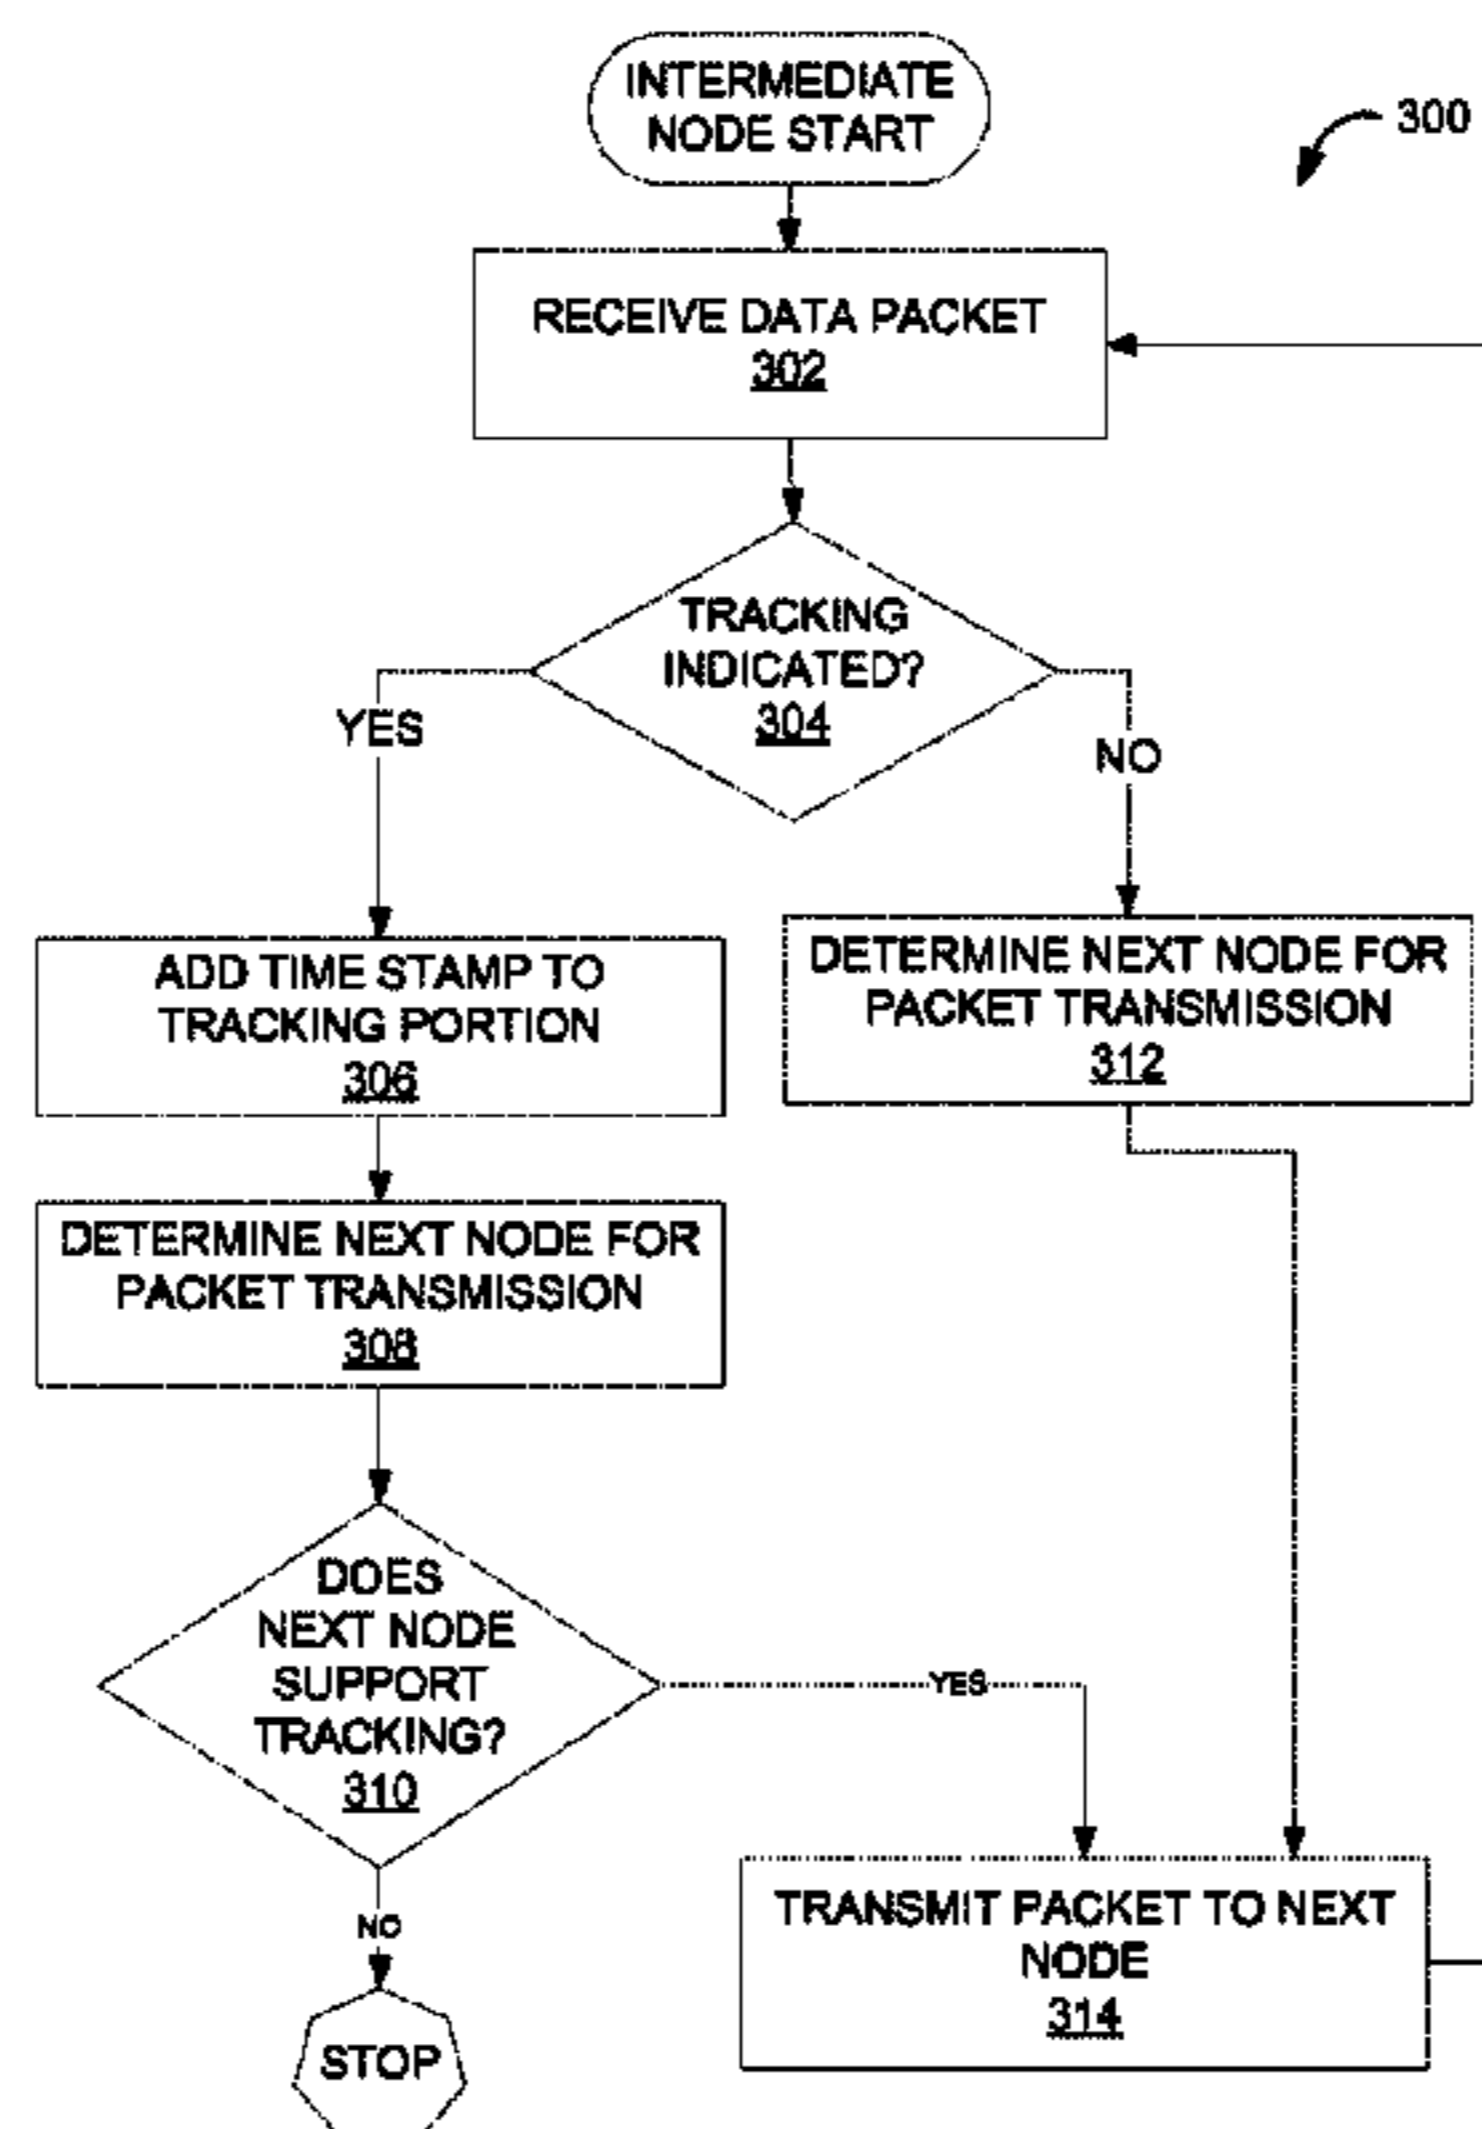 INTERMEDIATE
NODE START
300
RECEIVE DATA PACKET
302
TRACKING
INDICATED?
304
YES
NO
ADD TIME STAMP TO
TRACKING PORTION
306
DETERMINE NEXT NODE FOR
PACKET TRANSMISSION
312
DETERMINE NEXT NODE FOR
PACKET TRANSMISSION
308
DOES
NEXT NODE
SUPPORT
TRACKING?
310
YES
NO
TRANSMIT PACKET TO NEXT
NODE
314
STOP